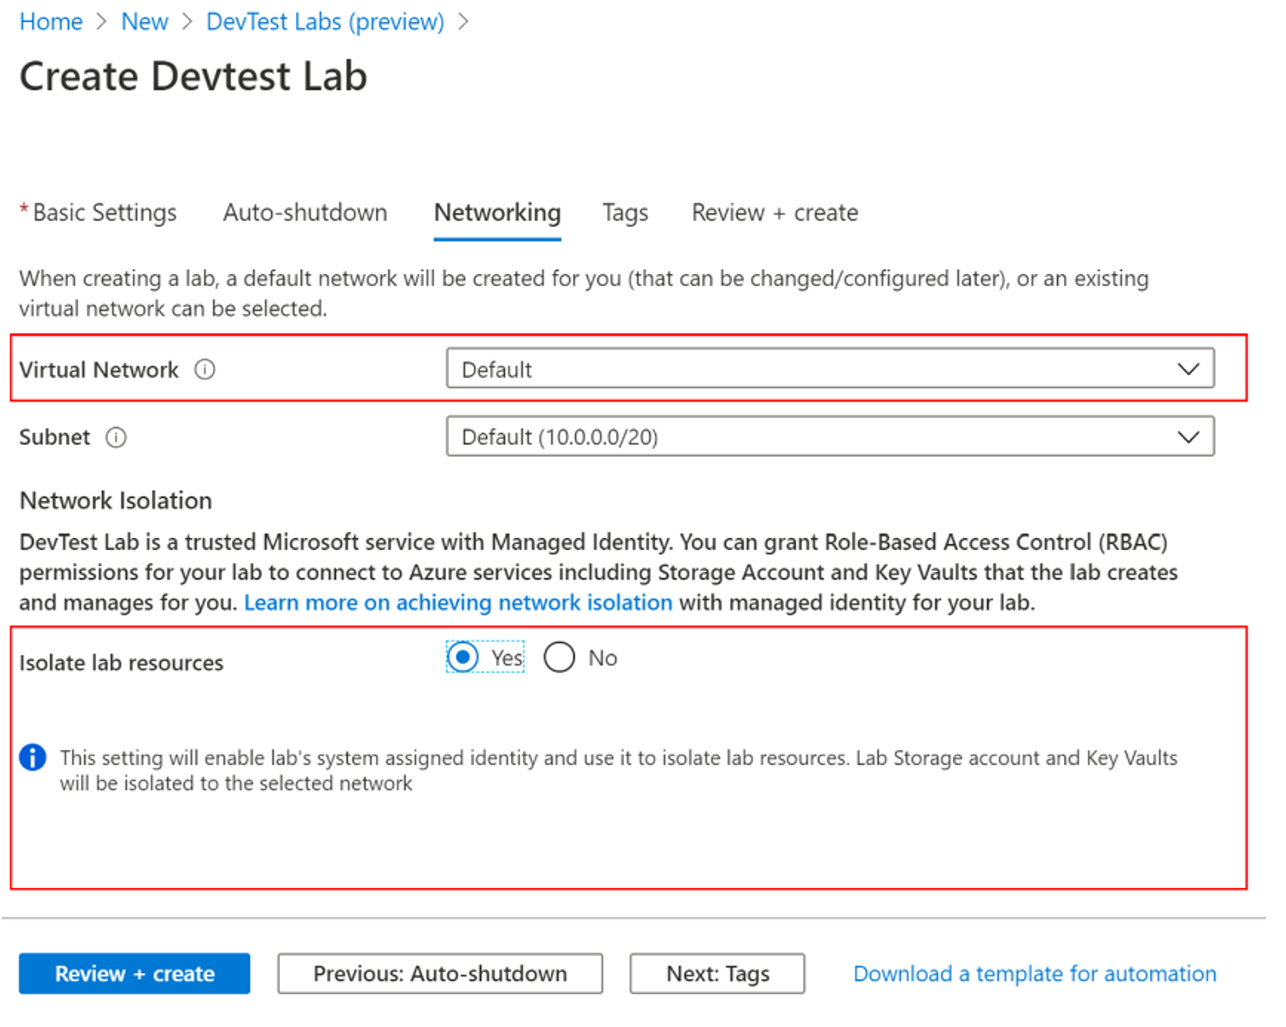 Home > New > DevTest Labs (preview) >
Create Devtest Lab
* Basic Settings Auto-shutdown Networking Tags Review + create
When creating a lab, a default network will be created for you (that can be changed/configured later), or an existing
virtual network can be selected.
Virtual Network Default
Subnet Default (10.0.0.0/20)
Network Isolation
DevTest Lab is a trusted Microsoft service with Managed Identity. You can grant Role-Based Access Control (RBAC)
permissions for your lab to connect to Azure services including Storage Account and Key Vaults that the lab creates
and manages for you. Learn more on achieving network isolation with managed identity for your lab.
Isolate lab resources Yes No
This setting will enable lab's system assigned identity and use it to isolate lab resources. Lab Storage account and Key Vaults
will be isolated to the selected network
Review + create Previous: Auto-shutdown Next: Tags Download a template for automation